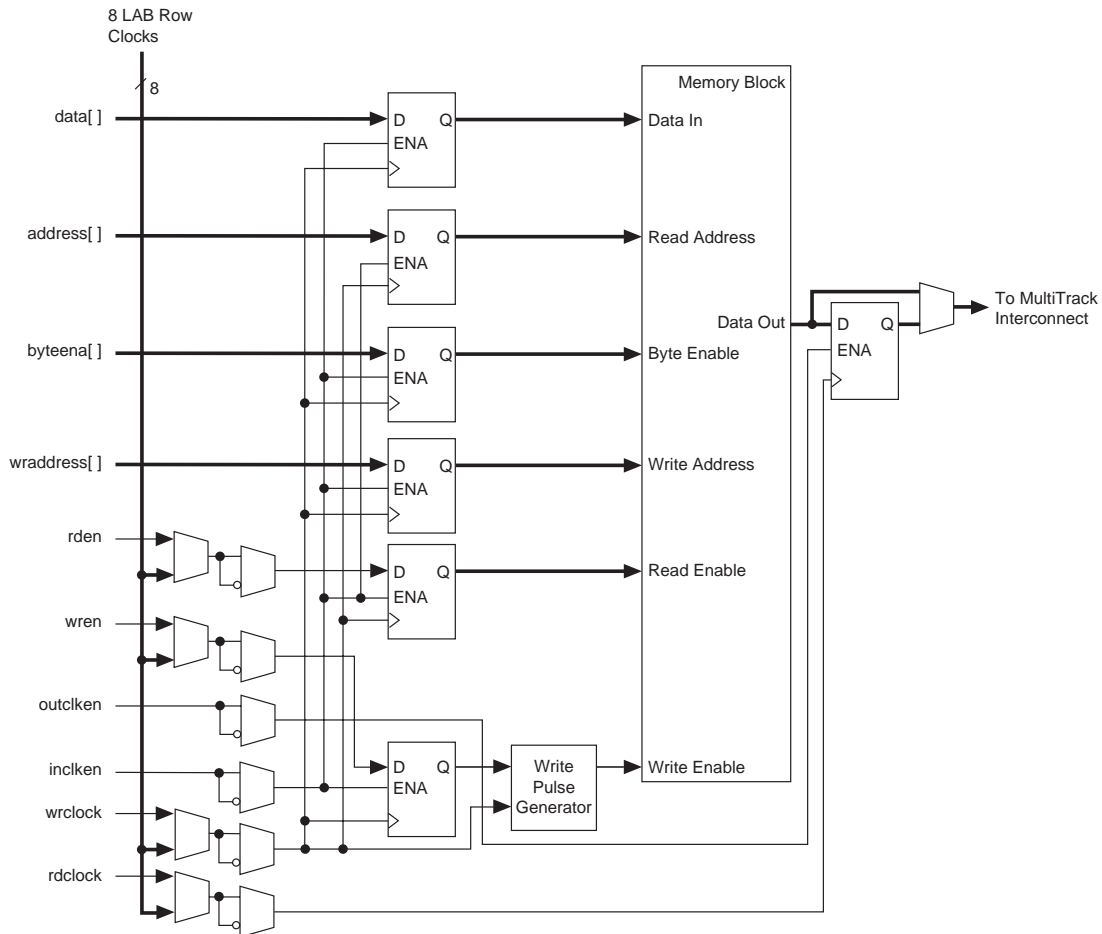 8 LAB Row
Clocks
8
Memory Block
data[ ]
D Q
ENA
Data In
address[ ]
D Q
ENA
Read Address
To MultiTrack
Interconnect
Data Out
D Q
ENA
byteena[ ]
D Q
ENA
Byte Enable
wraddress[ ]
D Q
ENA
Write Address
rden
D Q
ENA
Read Enable
wren
outclken
inclken
D Q
ENA
Write
Pulse
Generator
Write Enable
wrclock
rdclock